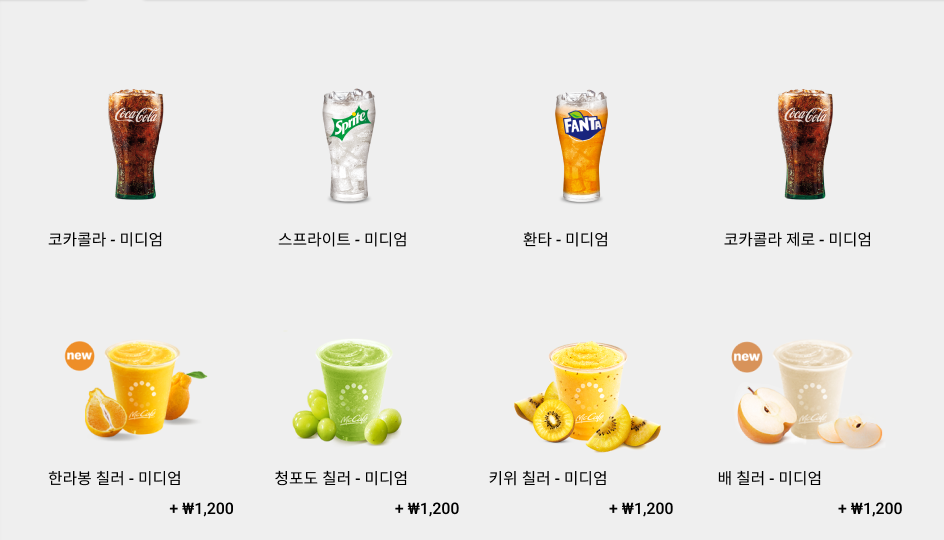 Coca-Cola
Sprite
FANTA
Coca-Cola
코카콜라 - 미디엄
스프라이트 - 미디엄
환타 - 미디엄
코카콜라 제로 - 미디엄
new
new
McCafé
McCafé
McCafé
McCafé
한라봉 칠러 - 미디엄
청포도 칠러 - 미디엄
키위 칠러 - 미디엄
배 칠러 - 미디엄
+ ₩1,200
+ ₩1,200
+ ₩1,200
+ ₩1,200